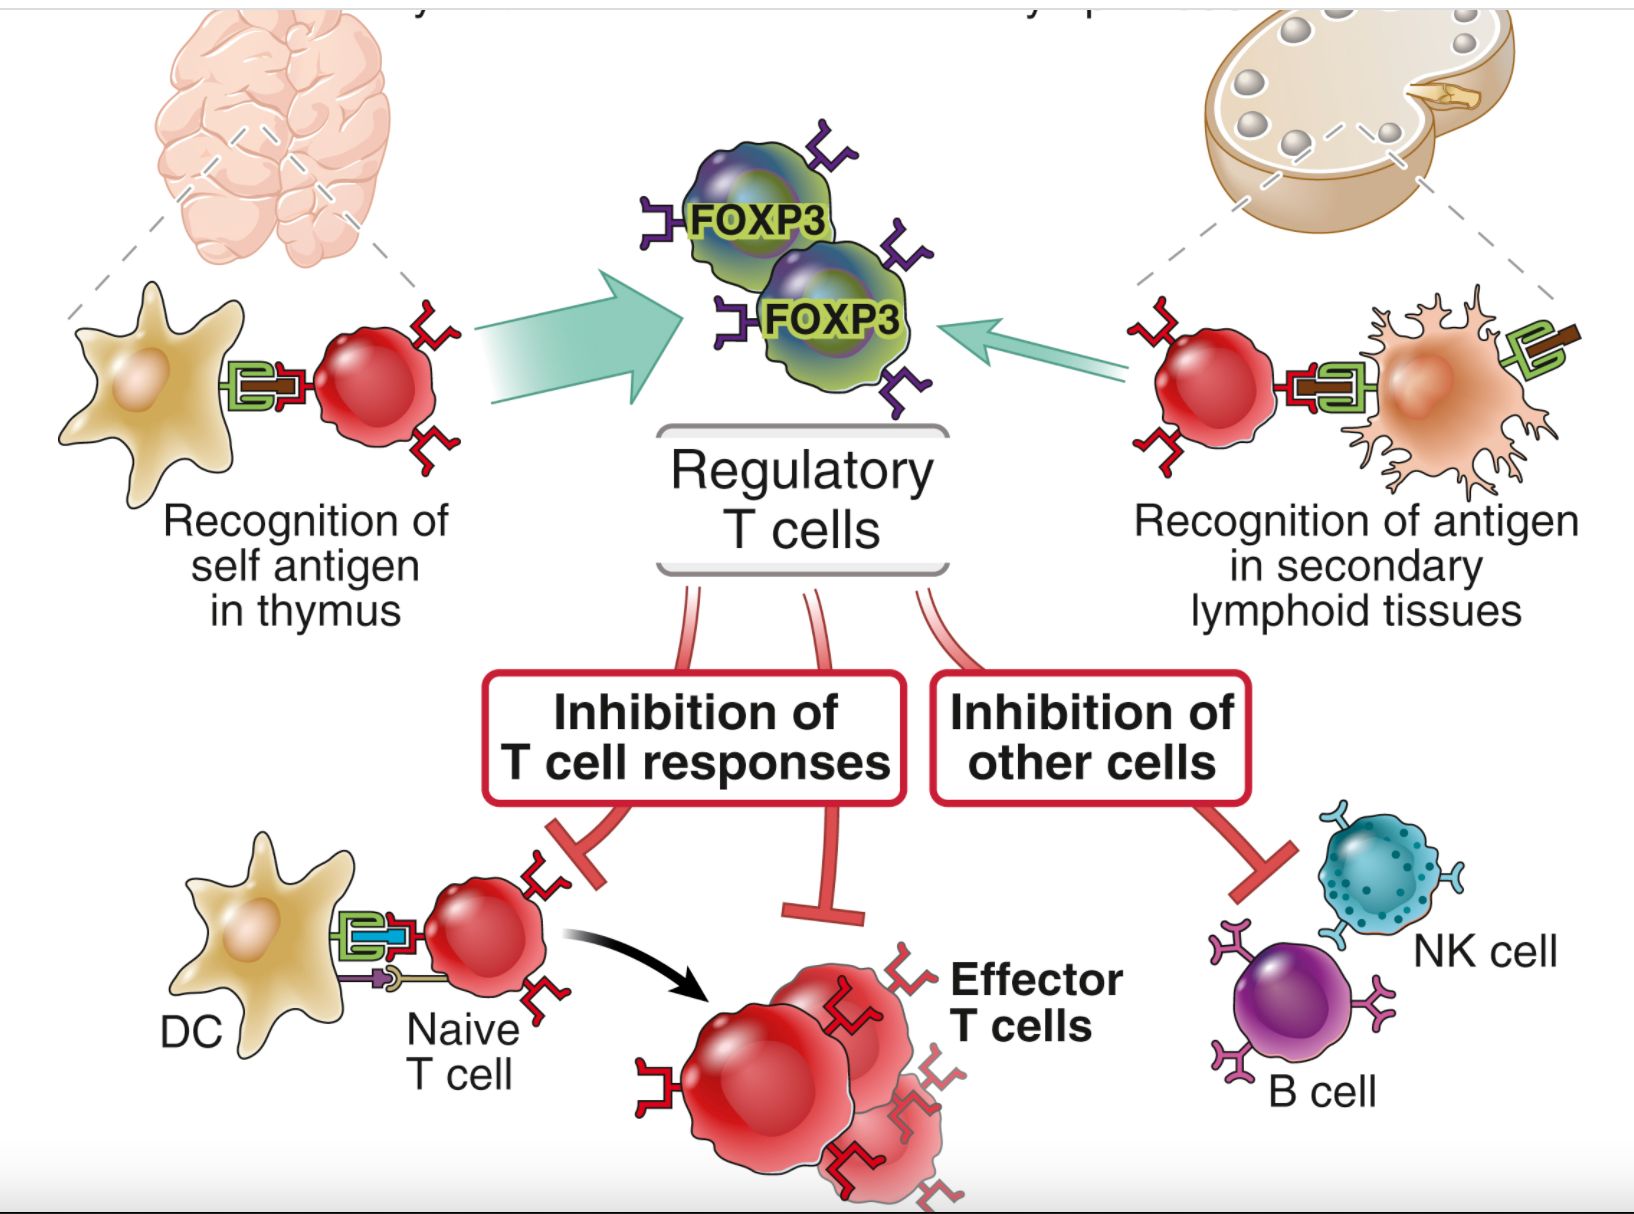 FOXP3
FOXP3
Regulatory
T cells
Recognition of
self antigen
in thymus
Recognition of antigen
in secondary
lymphoid tissues
Inhibition of
T cell responses
Inhibition of
other cells
DC
Naive
T cell
Effector
T cells
NK cell
B cell